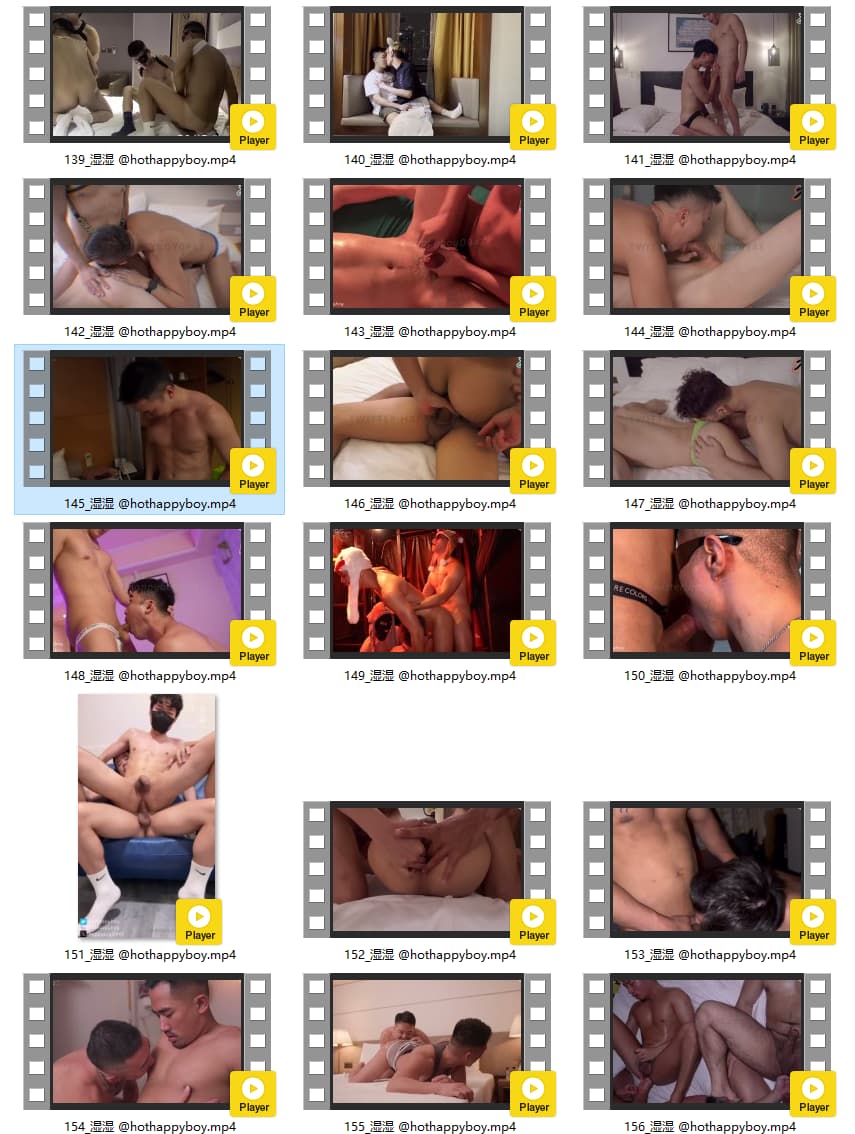 Player
Player
Player
139_湿湿 @hothappyboy.mp4
140_湿湿 @hothappyboy.mp4
141_湿湿 @hothappyboy.mp4
Player
Player
Player
142_湿湿 @hothappyboy.mp4
143_湿湿 @hothappyboy.mp4
144_湿湿 @hothappyboy.mp4
Player
Player
Player
145_湿湿 @hothappyboy.mp4
146_湿湿 @hothappyboy.mp4
147_湿湿 @hothappyboy.mp4
RE COLORS
Player
Player
Player
148_湿湿 @hothappyboy.mp4
149_湿湿 @hothappyboy.mp4
150_湿湿 @hothappyboy.mp4
Player
Player
Player
151_湿湿 @hothappyboy.mp4
152_湿湿 @hothappyboy.mp4
153_湿湿 @hothappyboy.mp4
Player
Player
Player
154_湿湿 @hothappyboy.mp4
155_湿湿 @hothappyboy.mp4
156_湿湿 @hothappyboy.mp4